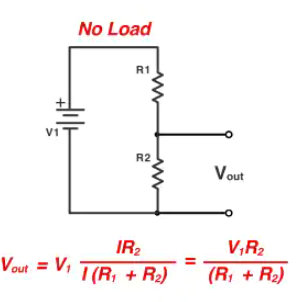 No Load
R1
+
V1
R2
Vout
Vout = V1 IR2 / I (R1 + R2) = V1R2 / (R1 + R2)